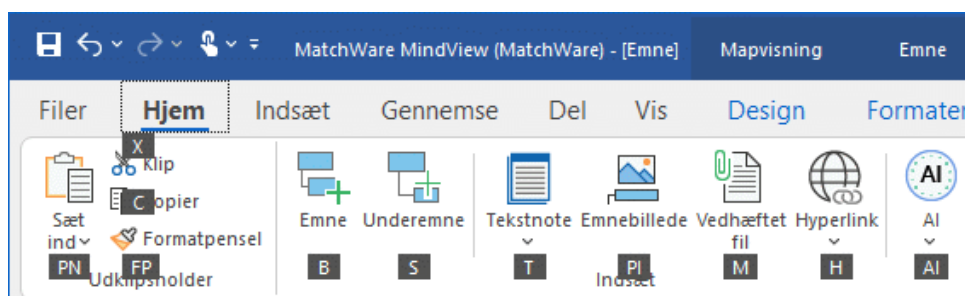 MatchWare MindView (MatchWare) - [Emne] Mapvisning Emne
Filer Hjem Indsæt Gennemse Del Vis Design Formater
X
Klip
C opier
Sæt ind
Formatpensel
PN FP
Udklipsholder
Emne Underemne
B S
Tekstnote Emnebillede Vedhæftet fil Hyperlink
T PI M H
Indsæt
AI
AI
AI